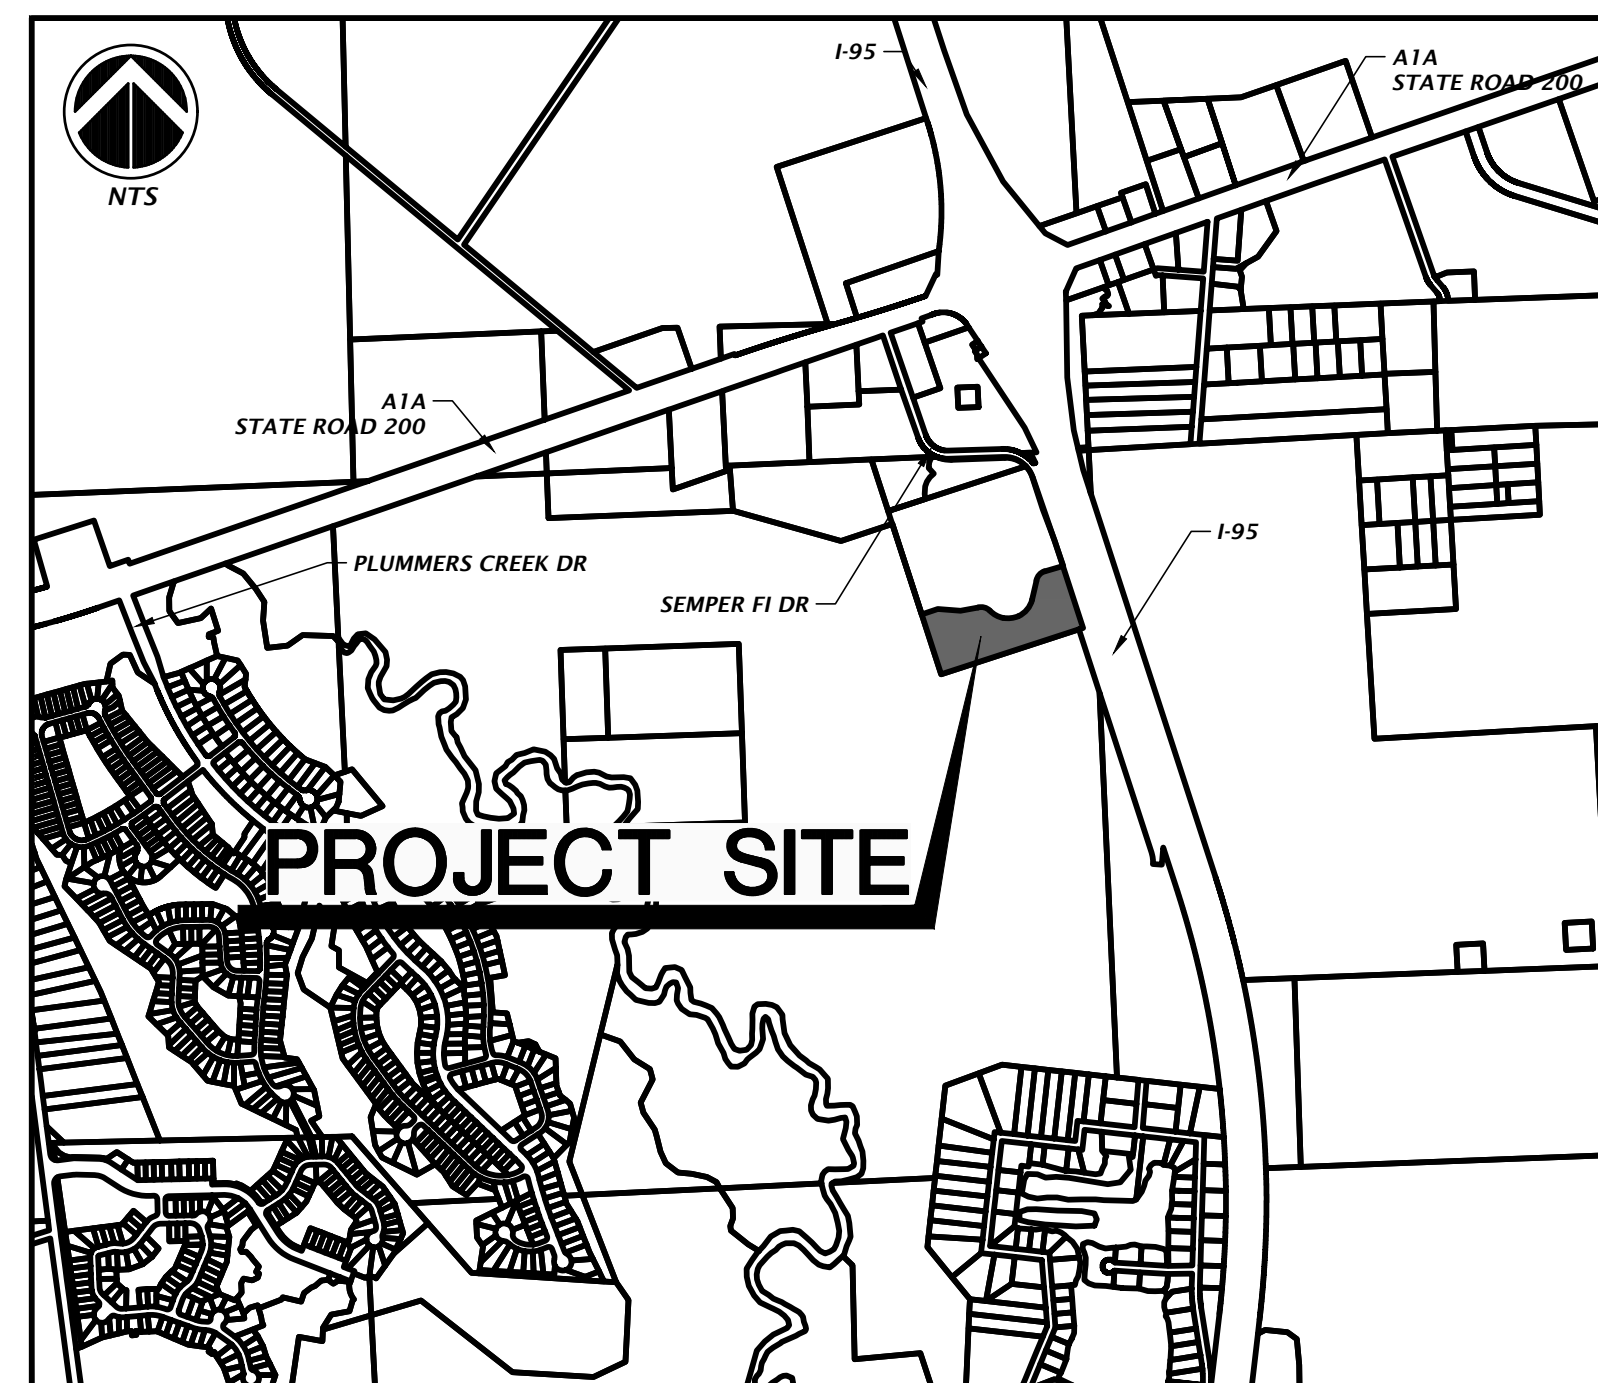 I-95
A1A
STATE ROAD 200
NTS
A1A
STATE ROAD 200
I-95
PLUMMERS CREEK DR
SEMPER FI DR
PROJECT SITE